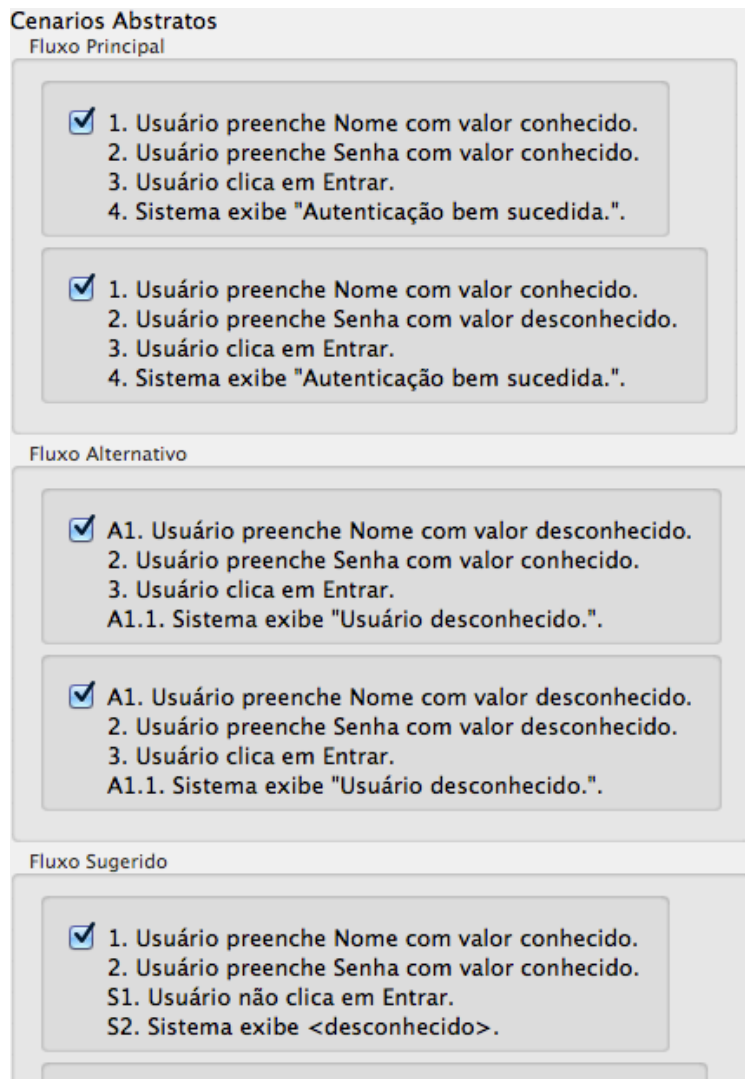 Cenarios Abstratos
Fluxo Principal
1. Usuário preenche Nome com valor conhecido.
2. Usuário preenche Senha com valor conhecido.
3. Usuário clica em Entrar.
4. Sistema exibe "Autenticação bem sucedida.".
1. Usuário preenche Nome com valor conhecido.
2. Usuário preenche Senha com valor desconhecido.
3. Usuário clica em Entrar.
4. Sistema exibe "Autenticação bem sucedida.".
Fluxo Alternativo
A1. Usuário preenche Nome com valor desconhecido.
2. Usuário preenche Senha com valor conhecido.
3. Usuário clica em Entrar.
A1.1. Sistema exibe "Usuário desconhecido.".
A1. Usuário preenche Nome com valor desconhecido.
2. Usuário preenche Senha com valor desconhecido.
3. Usuário clica em Entrar.
A1.1. Sistema exibe "Usuário desconhecido.".
Fluxo Sugerido
1. Usuário preenche Nome com valor conhecido.
2. Usuário preenche Senha com valor conhecido.
S1. Usuário não clica em Entrar.
S2. Sistema exibe <desconhecido>.